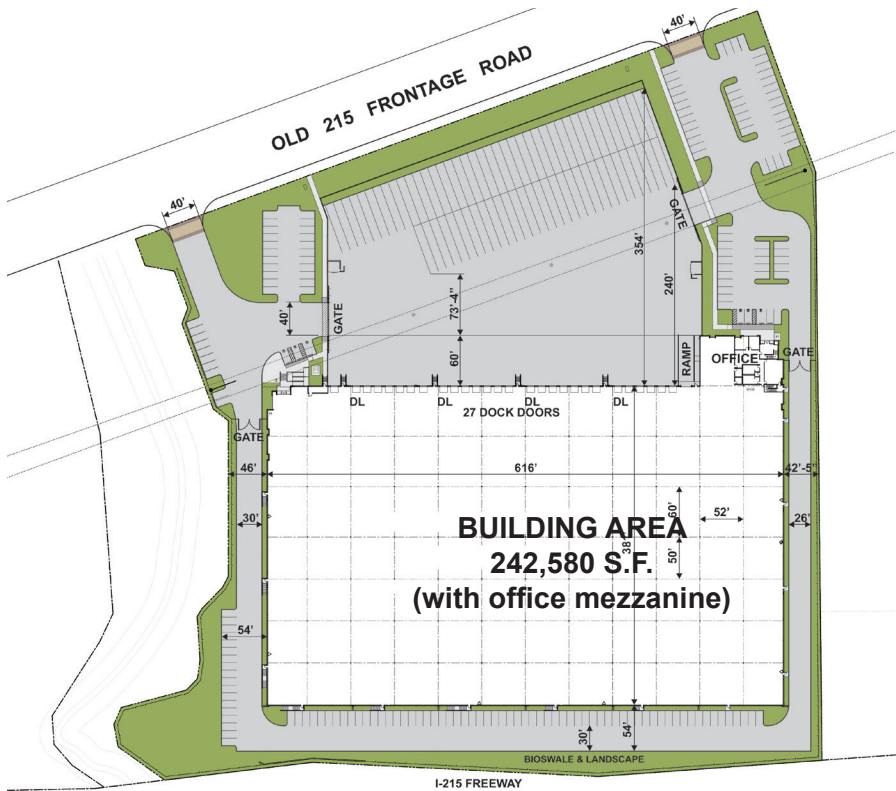 40'
OLD 215 FRONTAGE ROAD
40'
GATE
354'
240'
73'-4"
40'
GATE
60'
RAMP
OFFICE
GATE
DL
DL
DL
DL
27 DOCK DOORS
GATE
46'
616'
42'-5"
30'
60'
52'
26'
BUILDING AREA
50'
242,580 S.F.
(with office mezzanine)
54'
30'
54'
BIOSWALE & LANDSCAPE
I-215 FREEWAY